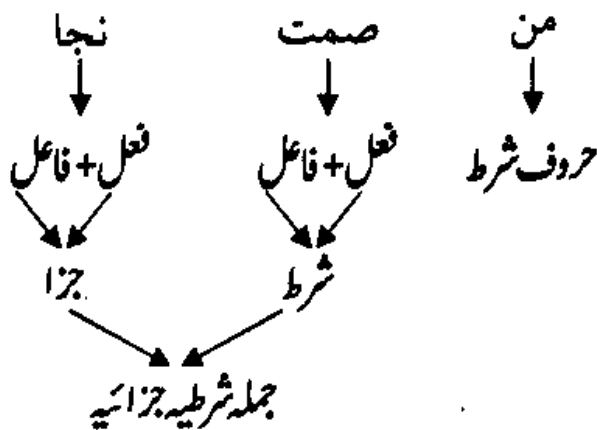 من صمت نجا
حروف شرط فعل+فاعل فعل+فاعل
شرط جزا
جملہ شرطیہ جزائیہ